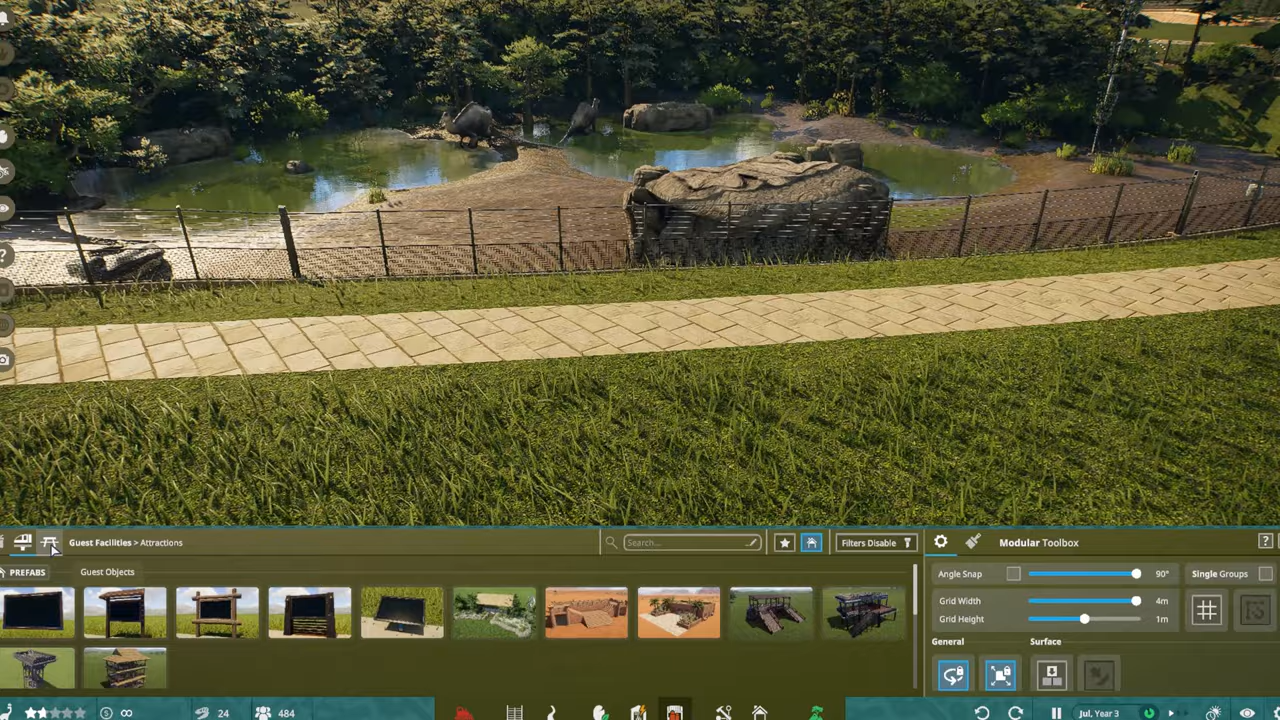 Guest Facilities > Attractions
Search...
Filters Disable
Modular Toolbox
?
PREFABS
Guest Objects
Angle Snap
90°
Single Groups
Grid Width
4m
Grid Height
1m
General
Surface
24
484
Jul, Year 3